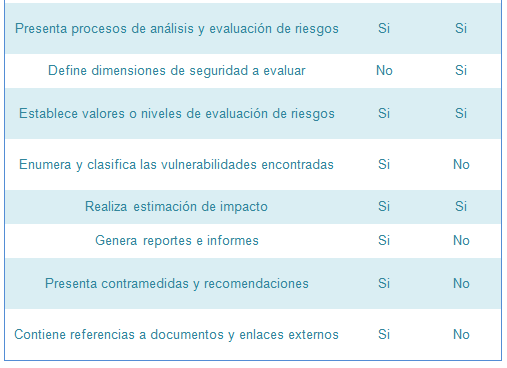 Presenta procesos de análisis y evaluación de riesgos Si Si
Define dimensiones de seguridad a evaluar No Si
Establece valores o niveles de evaluación de riesgos Si Si
Enumera y clasifica las vulnerabilidades encontradas Si No
Realiza estimación de impacto Si Si
Genera reportes e informes Si No
Presenta contramedidas y recomendaciones Si No
Contiene referencias a documentos y enlaces externos Si No